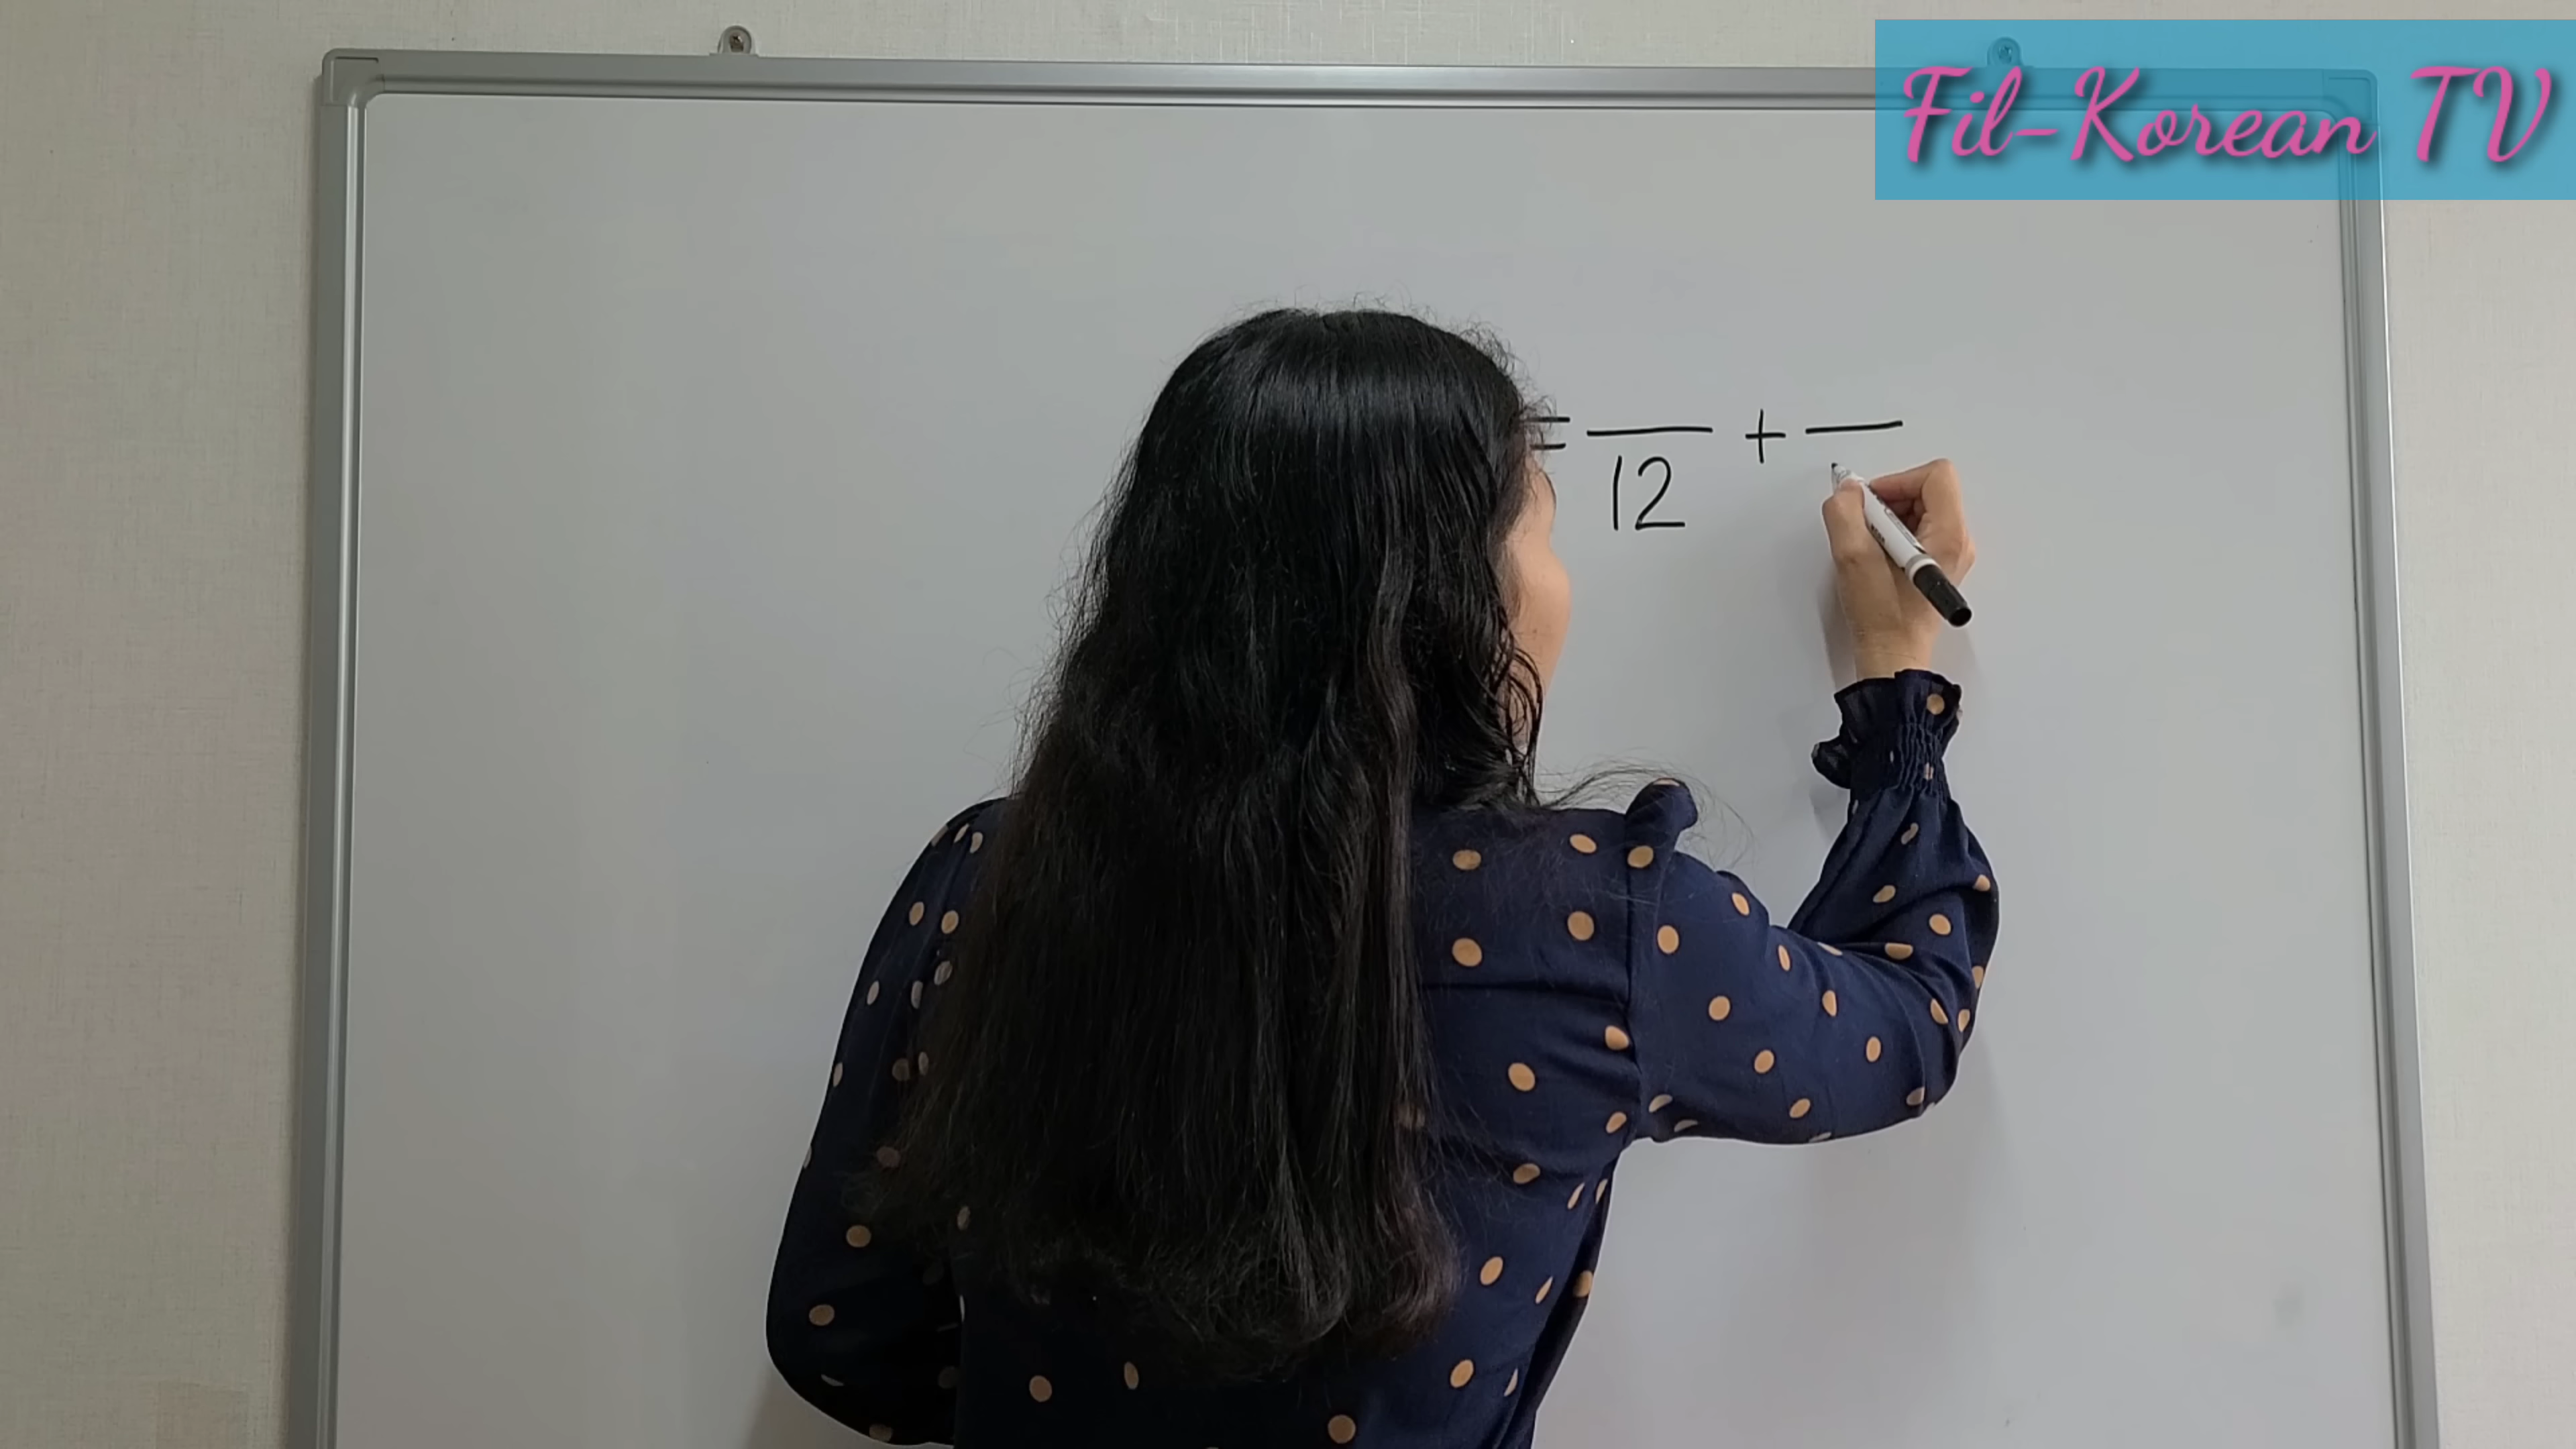 Fil-Korean TV
= — + —
12